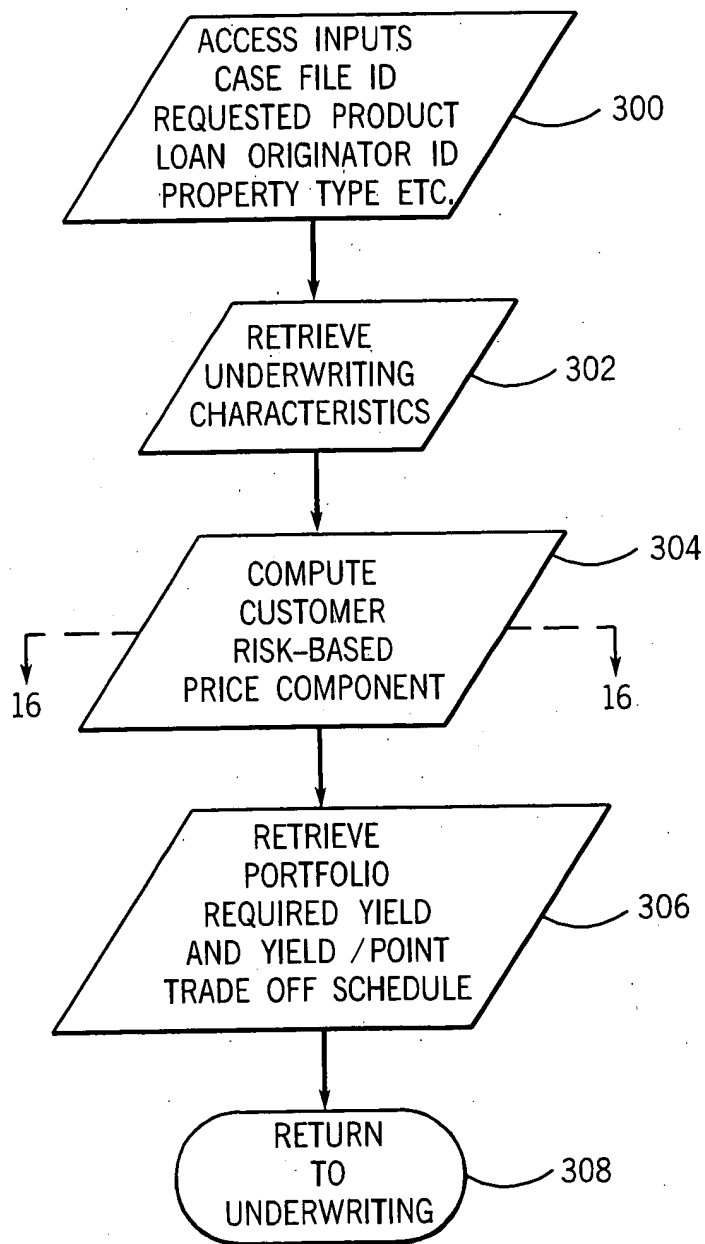 ACCESS INPUTS
CASE FILE ID
REQUESTED PRODUCT
LOAN ORIGINATOR ID
PROPERTY TYPE ETC.
300
RETRIEVE
UNDERWRITING
CHARACTERISTICS
302
COMPUTE
CUSTOMER
RISK-BASED
PRICE COMPONENT
304
16
16
RETRIEVE
PORTFOLIO
REQUIRED YIELD
AND YIELD /POINT
TRADE OFF SCHEDULE
306
RETURN
TO
UNDERWRITING
308